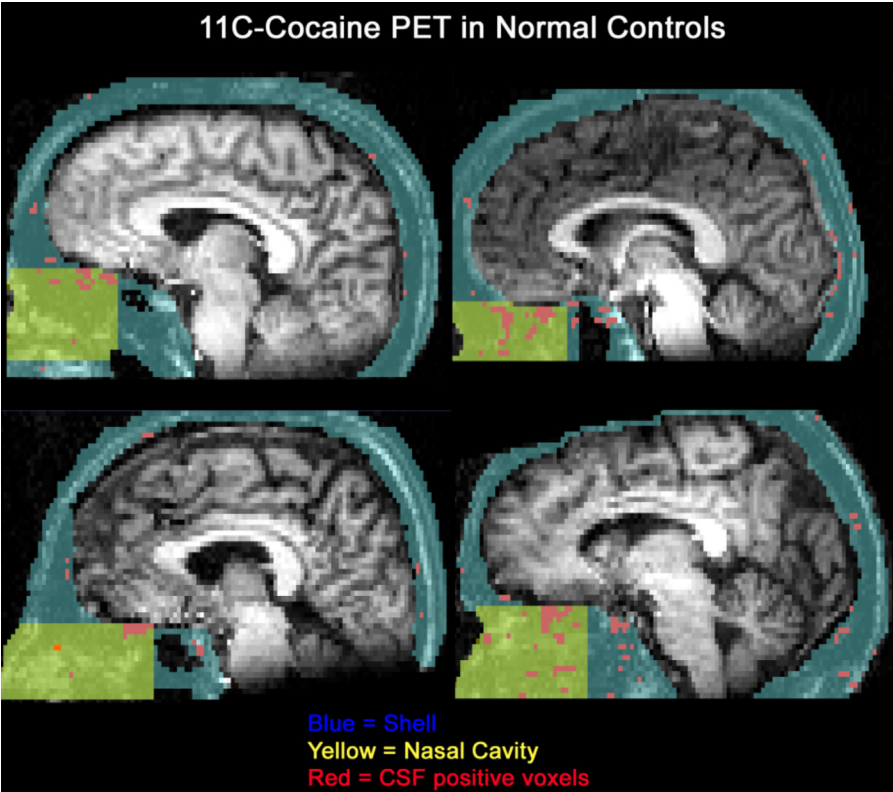 11C-Cocaine PET in Normal Controls
Blue = Shell
Yellow = Nasal Cavity
Red = CSF positive voxels